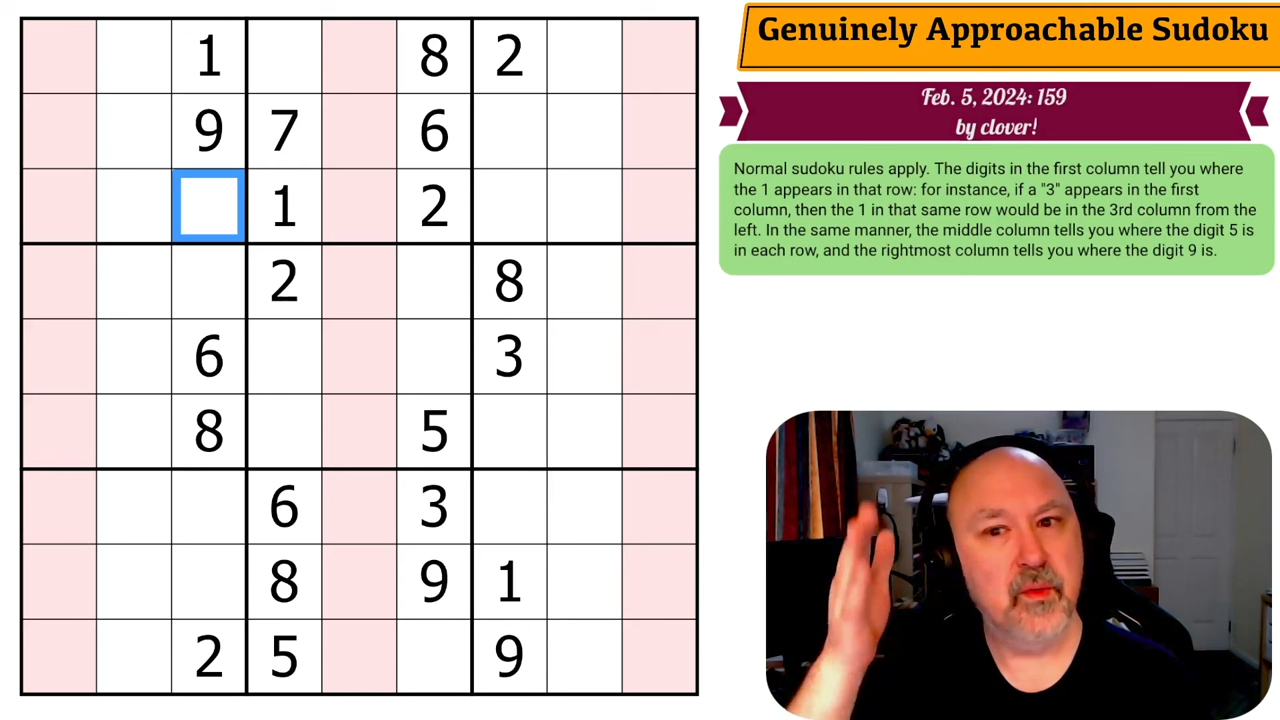 Genuinely Approachable Sudoku
Feb. 5, 2024: 159
by clover!
Normal sudoku rules apply. The digits in the first column tell you where
the 1 appears in that row: for instance, if a "3" appears in the first
column, then the 1 in that same row would be in the 3rd column from the
left. In the same manner, the middle column tells you where the digit 5 is
in each row, and the rightmost column tells you where the digit 9 is.
1 8 2
9 7 6
1 2
2 8
6 3
8 5
6 3
8 9 1
2 5 9